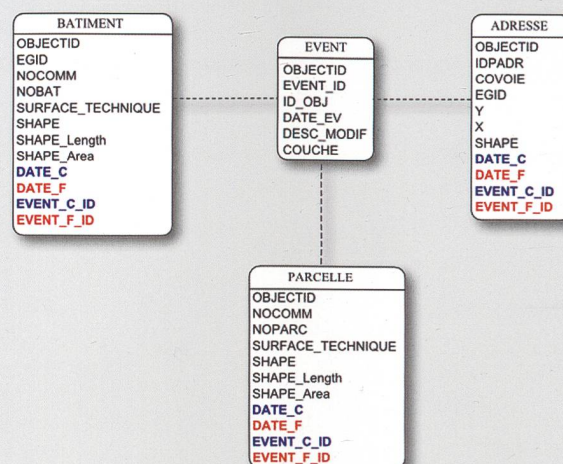 BATIMENT
OBJECTID
EGID
NOCOMM
NOBAT
SURFACE_TECHNIQUE
SHAPE
SHAPE_Length
SHAPE_Area
DATE_C
DATE_F
EVENT_C_ID
EVENT_F_ID
EVENT
OBJECTID
EVENT_ID
ID_OBJ
DATE_EV
DESC_MODIF
COUCHE
ADRESSE
OBJECTID
IDPADR
COVOIE
EGID
Y
X
SHAPE
DATE_C
DATE_F
EVENT_C_ID
EVENT_F_ID
PARCELLE
OBJECTID
NOCOMM
NOPARC
SURFACE_TECHNIQUE
SHAPE
SHAPE_Length
SHAPE_Area
DATE_C
DATE_F
EVENT_C_ID
EVENT_F_ID